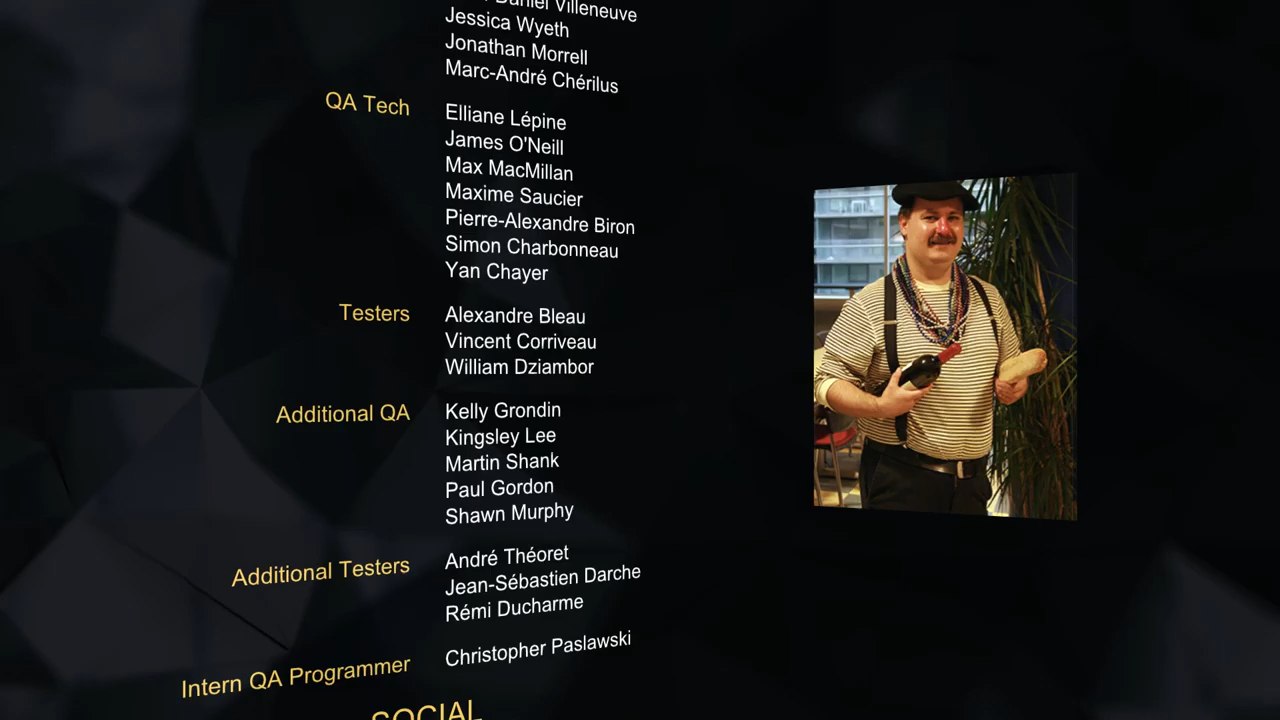 Daniel Villeneuve
Jessica Wyeth
Jonathan Morrell
Marc-André Chérilus
QA Tech
Elliane Lépine
James O'Neill
Max MacMillan
Maxime Saucier
Pierre-Alexandre Biron
Simon Charbonneau
Yan Chayer
Testers
Alexandre Bleau
Vincent Corriveau
William Dziambor
Additional QA
Kelly Grondin
Kingsley Lee
Martin Shank
Paul Gordon
Shawn Murphy
Additional Testers
André Théoret
Jean-Sébastien Darche
Rémi Ducharme
Intern QA Programmer
Christopher Paslawski
SOCIAL